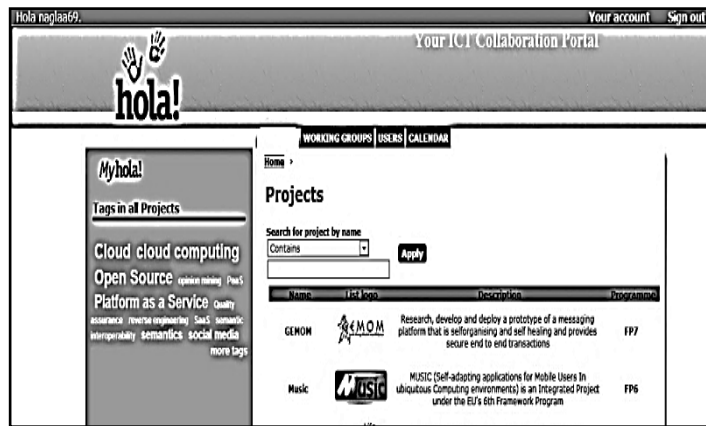 Hola naglaa69.
Your account Sign out
Your ICT Collaboration Portal
hola!
WORKING GROUPS USERS CALENDAR
Home ›
Myhola!
Tags in all Projects
Cloud cloud computing
Open Source opinion mining PaaS
Platform as a Service Quality
assurance reverse engineering SaaS semantic
interoperability semantics social media
more tags
Projects
Search for project by name
Contains
Apply
Name List logo Description Programme
GEMOM
GEMOM
Research, develop and deploy a prototype of a messaging
platform that is selforganising and self healing and provides
secure end to end transactions
FP7
Music
Music
MUSIC (Self-adapting applications for Mobile Users In
ubiquitous Computing environments) is an Integrated Project
under the EU's 6th Framework Program
FP6